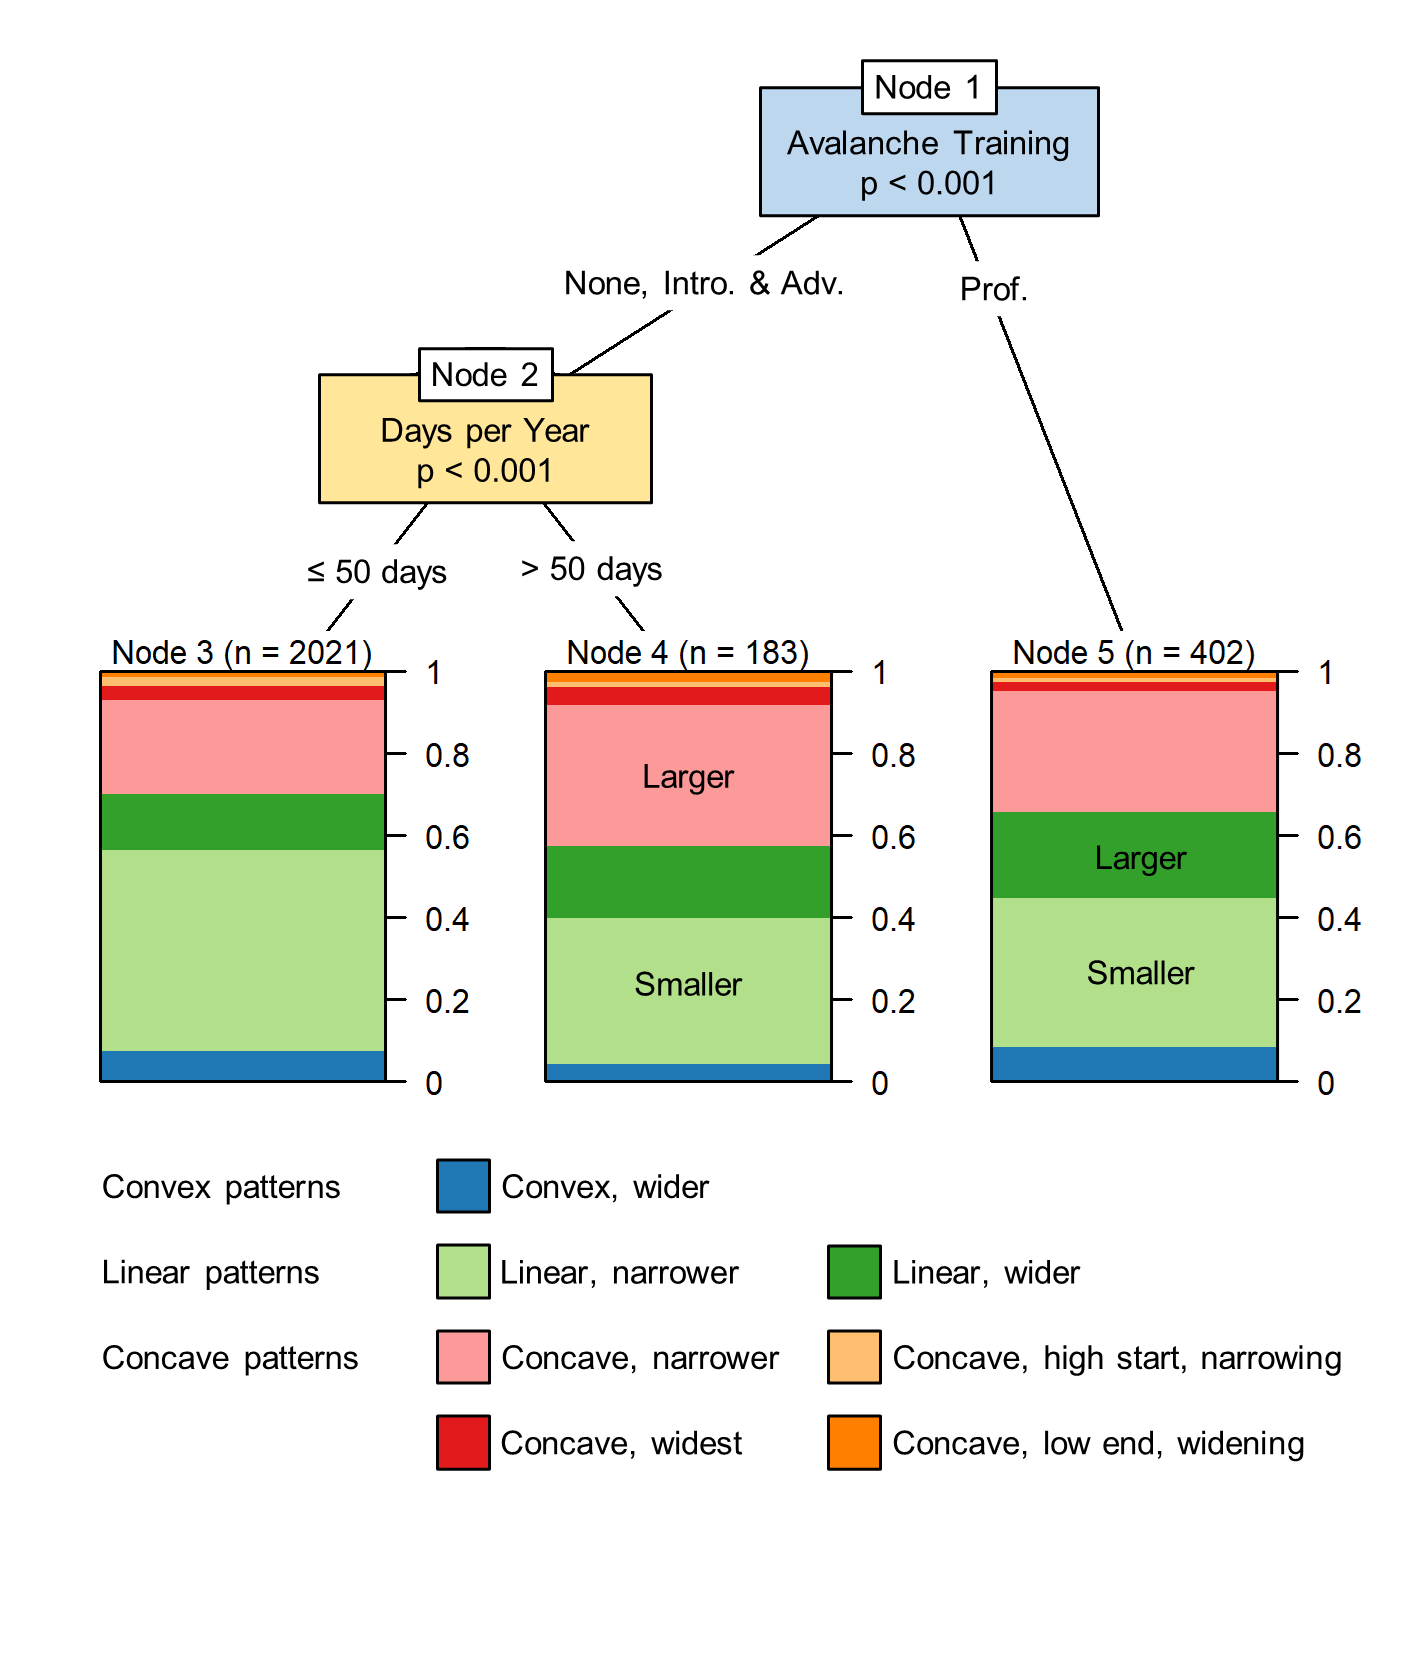 Node 1
Avalanche Training
p < 0.001
None, Intro. & Adv.
Prof.
Node 2
Days per Year
p < 0.001
≤ 50 days
> 50 days
Node 3 (n = 2021)
1
0.8
0.6
0.4
0.2
0
Node 4 (n = 183)
Larger
Smaller
1
0.8
0.6
0.4
0.2
0
Node 5 (n = 402)
Larger
Smaller
1
0.8
0.6
0.4
0.2
0
Convex patterns
Convex, wider
Linear patterns
Linear, narrower
Linear, wider
Concave patterns
Concave, narrower
Concave, high start, narrowing
Concave, widest
Concave, low end, widening